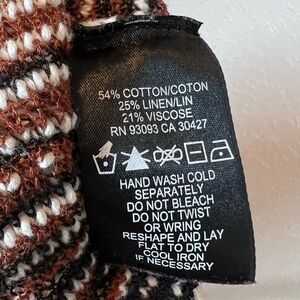 54% COTTON/COTON
25% LINEN/LIN
21% VISCOSE
RN 93093 CA 30427
HAND WASH COLD
SEPARATELY
DO NOT BLEACH
DO NOT TWIST
OR WRING
RESHAPE AND LAY
FLAT TO DRY
COOL IRON
IF NECESSARY